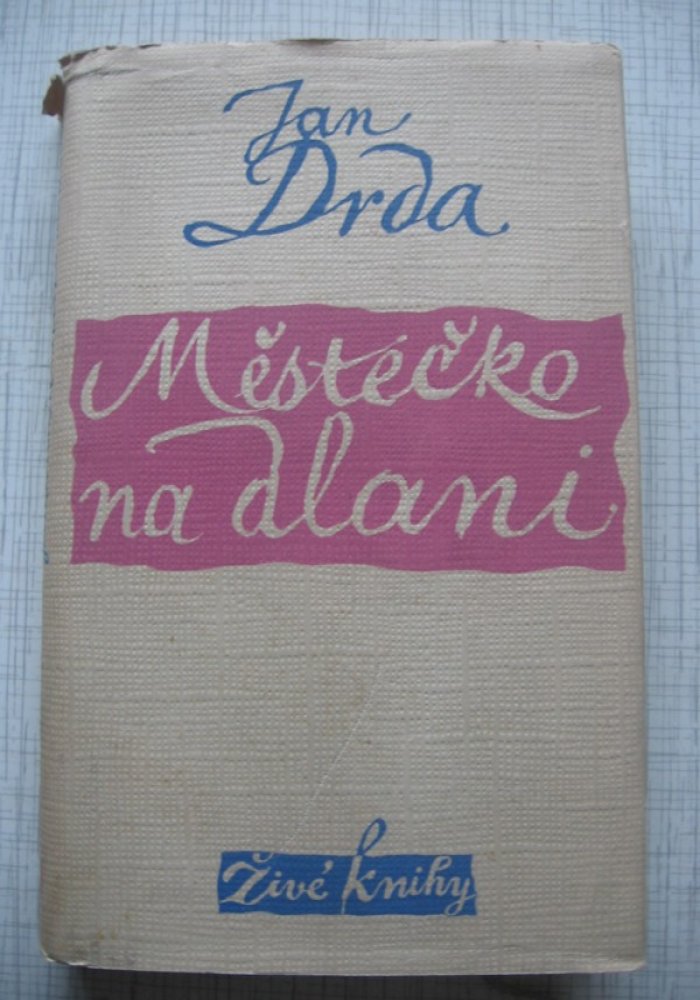 Jan
Drda
Městečko
na dlani
Živé knihy